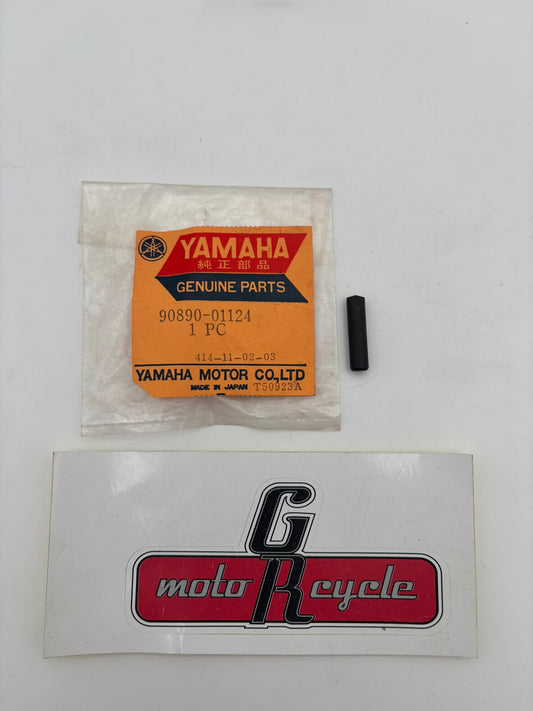 YAMAHA
純正部品
GENUINE PARTS
90890-01124
1 PC
414-11-02-03
YAMAHA MOTOR CO.,LTD
MADE IN JAPAN T50923A
G
moto R cycle